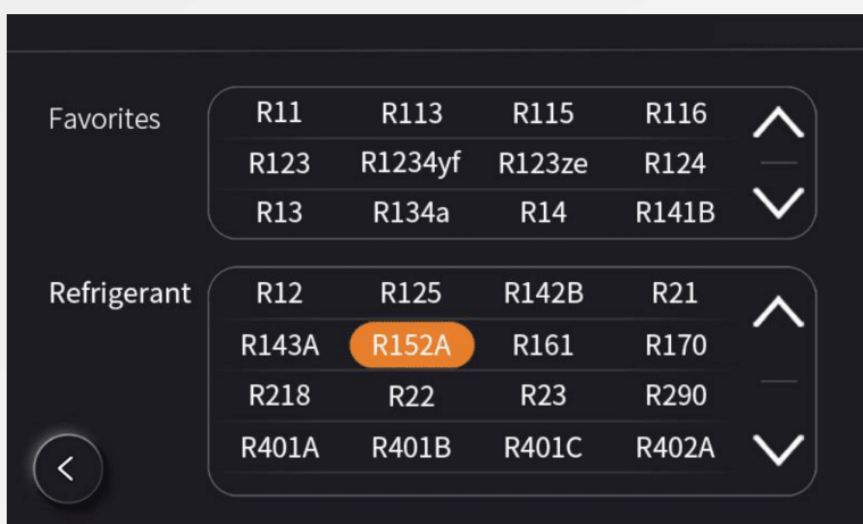 Favorites R11 R113 R115 R116
R123 R1234yf R123ze R124
R13 R134a R14 R141B
Refrigerant R12 R125 R142B R21
R143A R152A R161 R170
R218 R22 R23 R290
R401A R401B R401C R402A